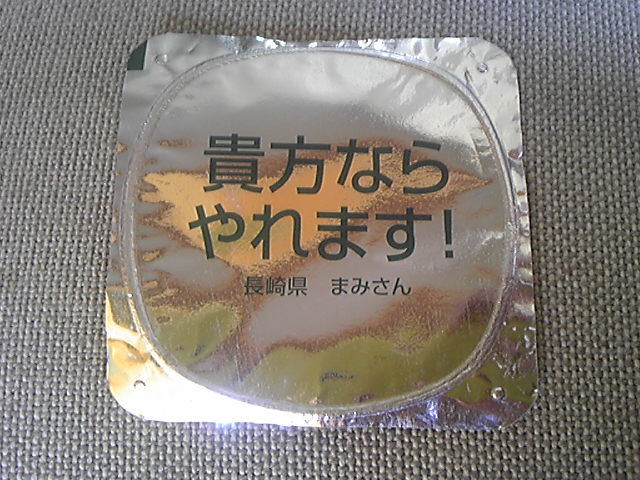 貴方なら
やれます!
長崎県　まみさん